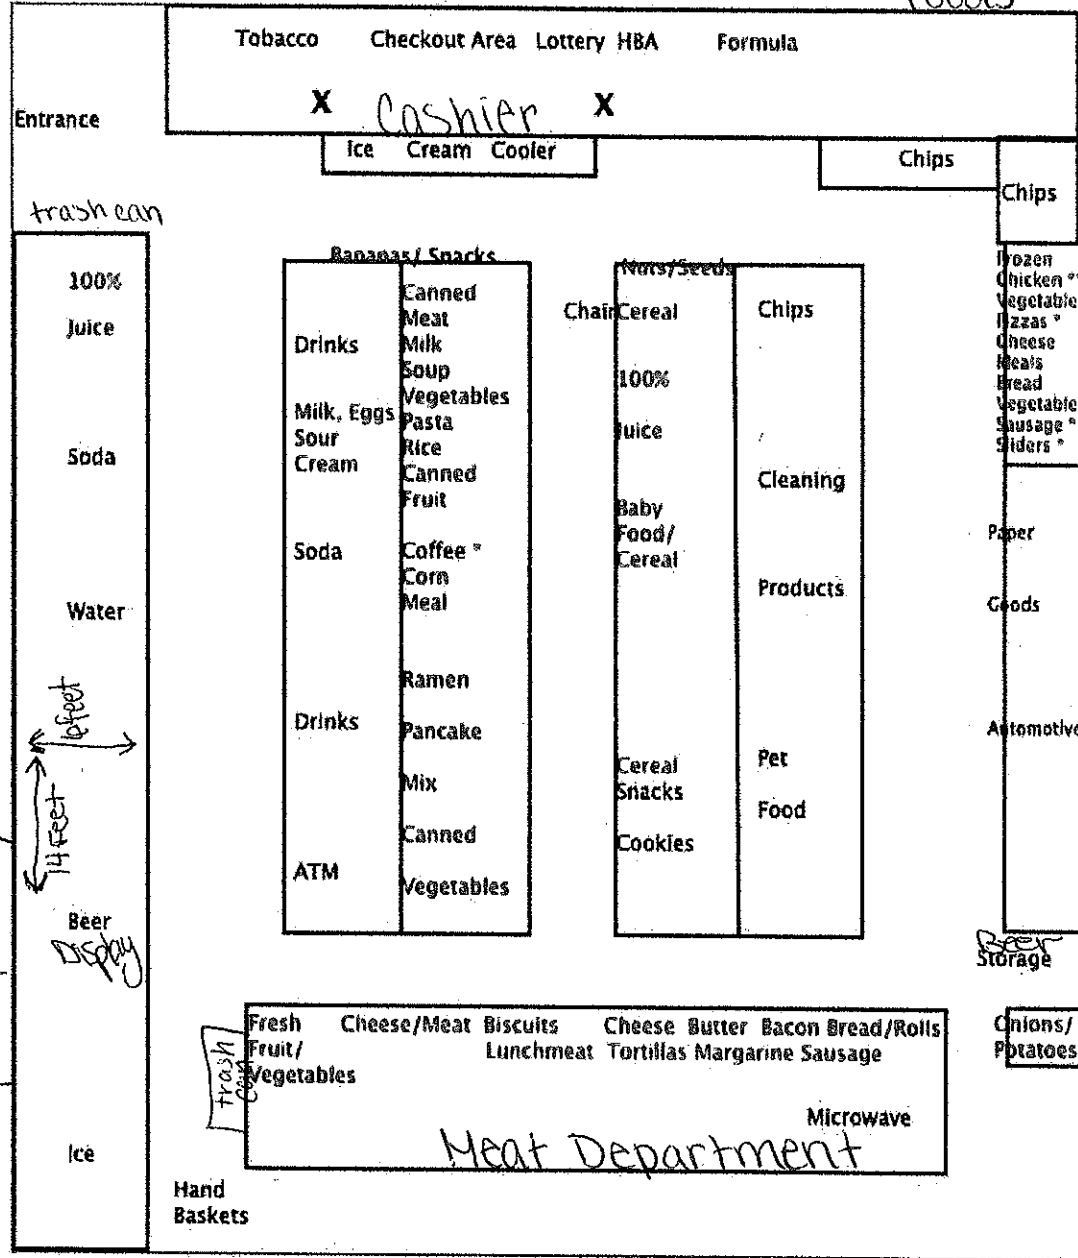 Tobacco Checkout Area Lottery HBA Formula
X Cashier X
Entrance
Ice Cream Cooler
Chips
Chips
trash can
100%
Juice
Soda
Water
14 feet
Beer
Display
Ice
Bananas/ Snacks
Drinks
Milk, Eggs
Sour
Cream
Soda
Drinks
ATM
Canned
Meat
Milk
Soup
Vegetables
Pasta
Rice
Canned
Fruit
Coffee *
Corn
Meal
Ramen
Pancake
Mix
Canned
Vegetables
Nuts/Seeds
Chair
Cereal
100%
Juice
Baby
Food/
Cereal
Cereal
Snacks
Cookies
Chips
Cleaning
Products
Pet
Food
Frozen
Chicken *
Vegetable
Pizzas *
Cheese
Meals
Bread
Vegetable
Sausage *
Sliders *
Paper
Goods
Automotive
Beer
Storage
Onions/
Potatoes
trash
can
Fresh Cheese/Meat Biscuits Cheese Butter Bacon Bread/Rolls
Fruit/ Lunchmeat Tortillas Margarine Sausage
Vegetables
Microwave
Meat Department
Hand
Baskets